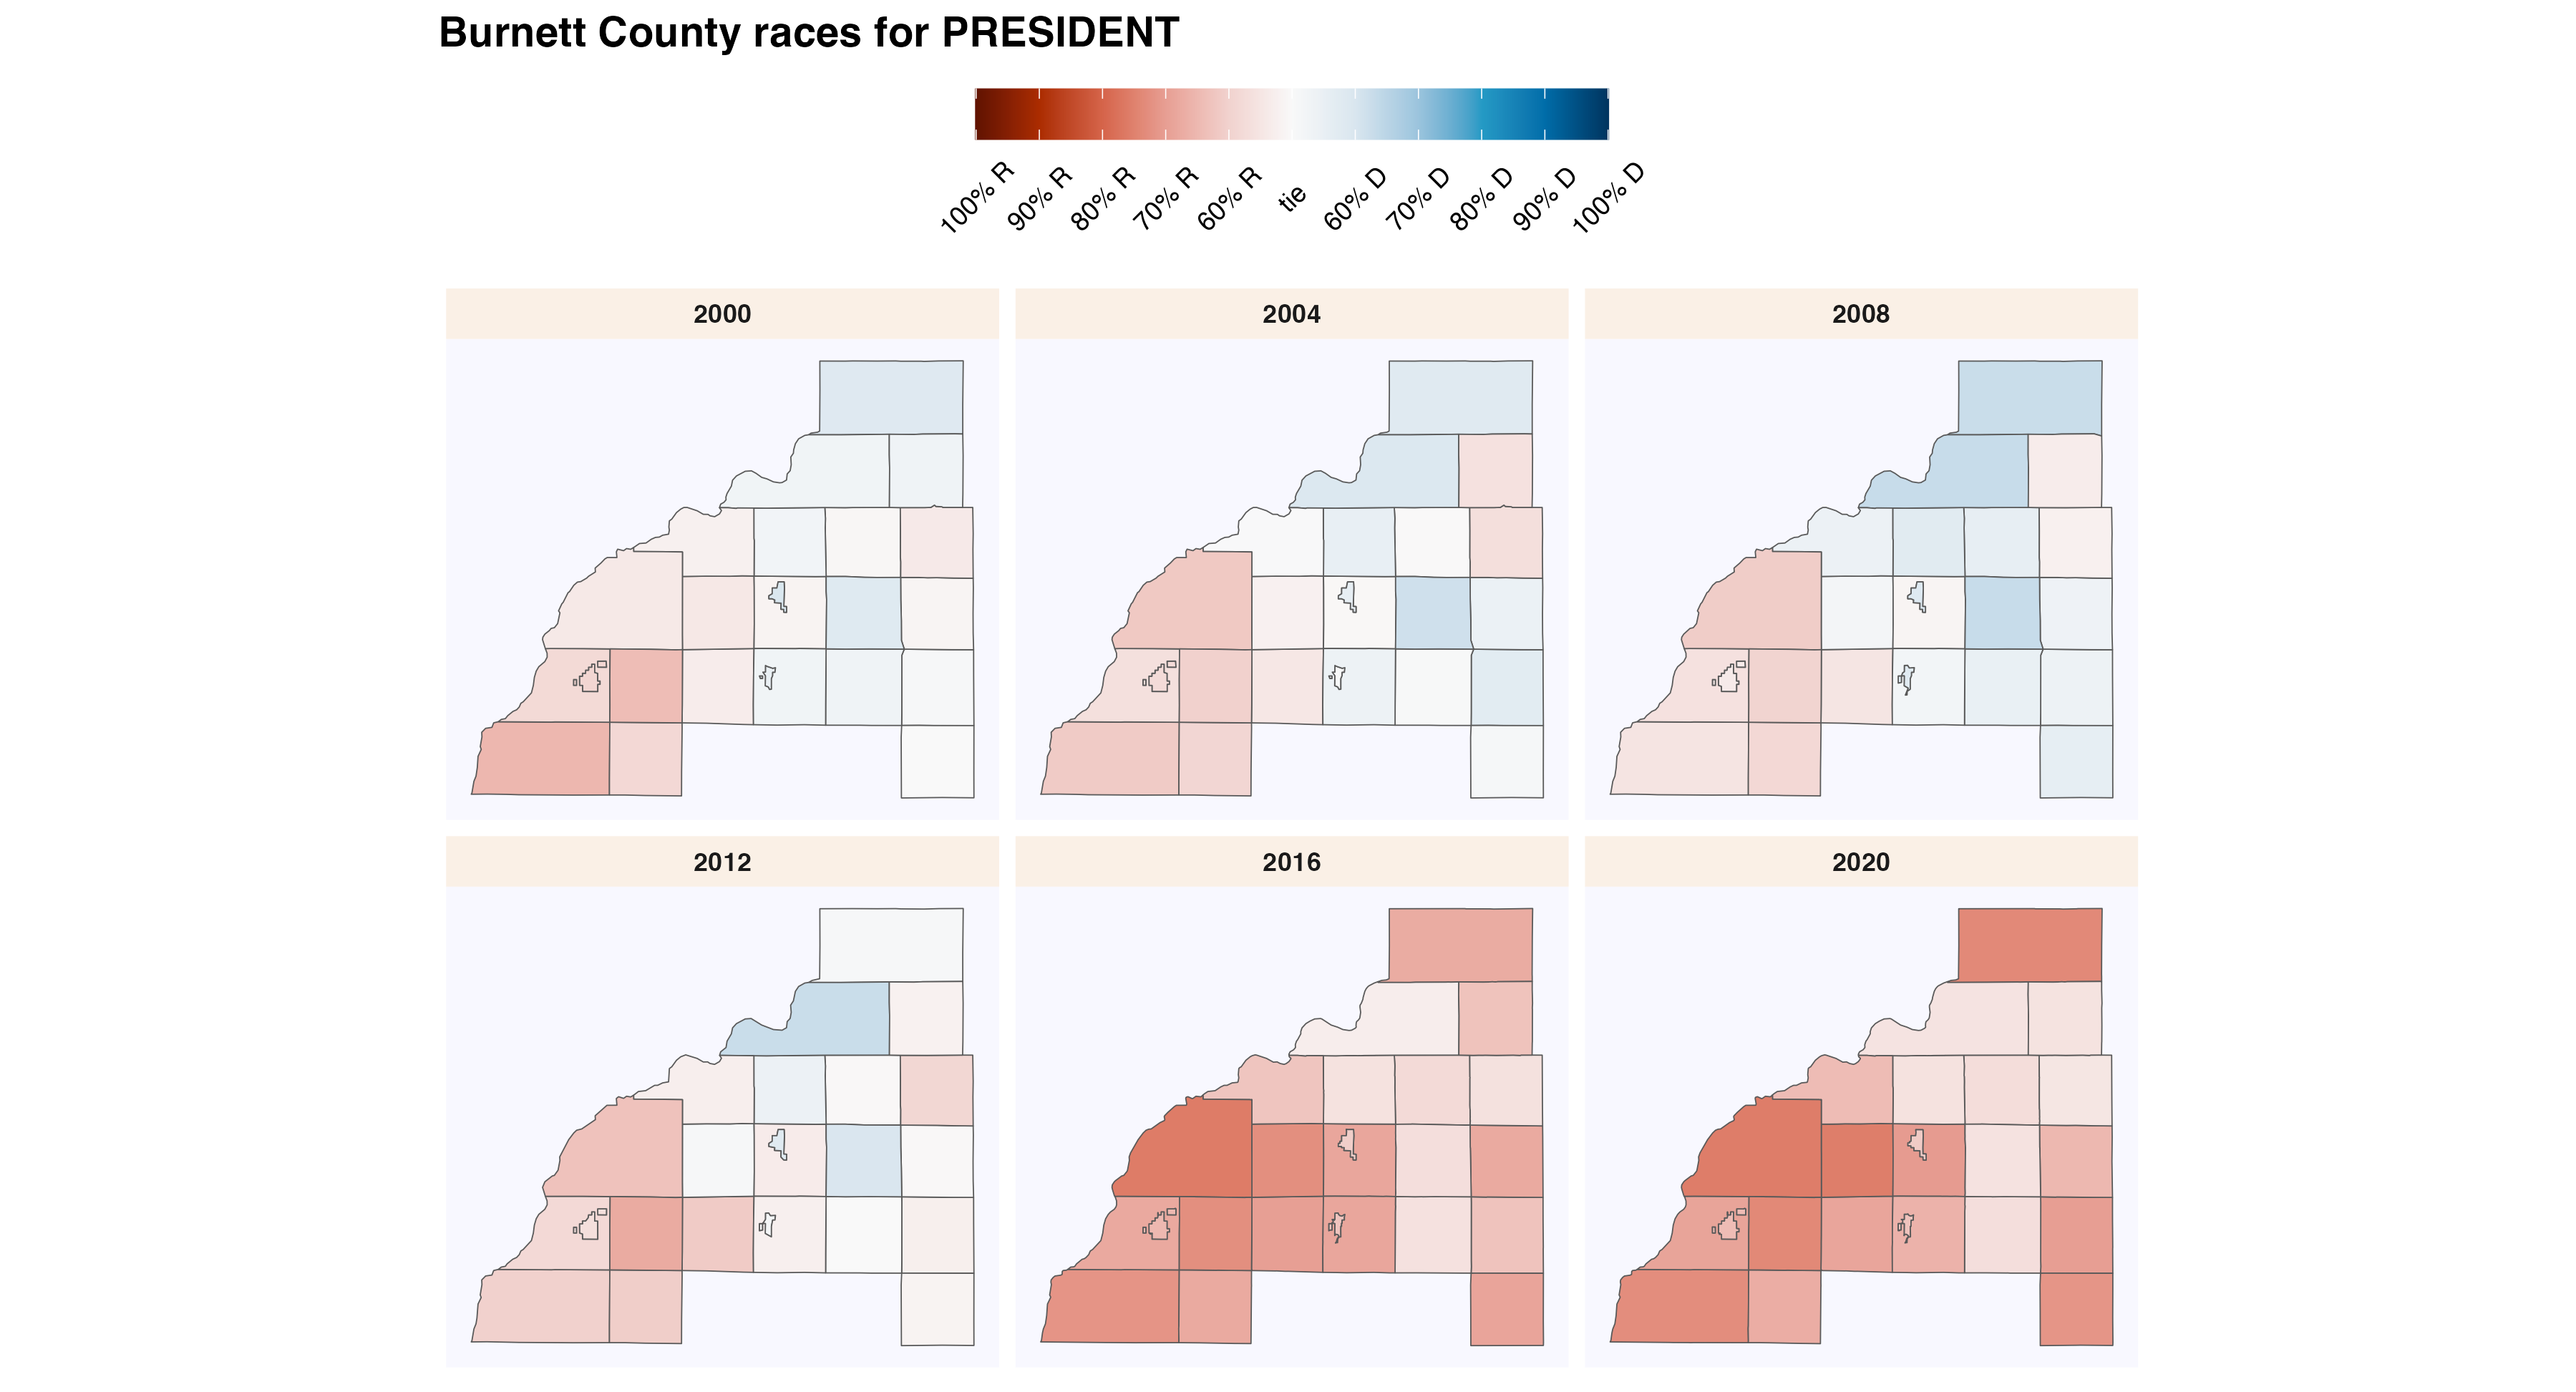 Burnett County races for PRESIDENT
100% R 90% R 80% R 70% R 60% R tie 60% D 70% D 80% D 90% D 100% D
2000 2004 2008
2012 2016 2020